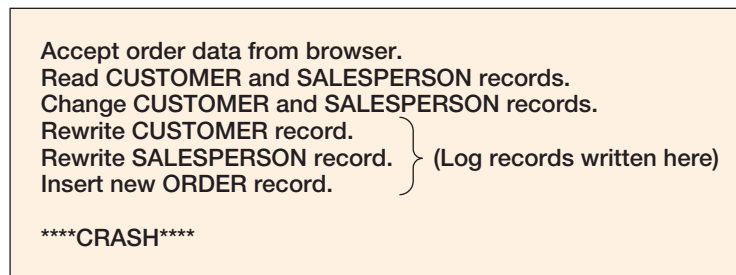 Accept order data from browser.
Read CUSTOMER and SALESPERSON records.
Change CUSTOMER and SALESPERSON records.
Rewrite CUSTOMER record.
Rewrite SALESPERSON record. (Log records written here)
Insert new ORDER record.
****CRASH****